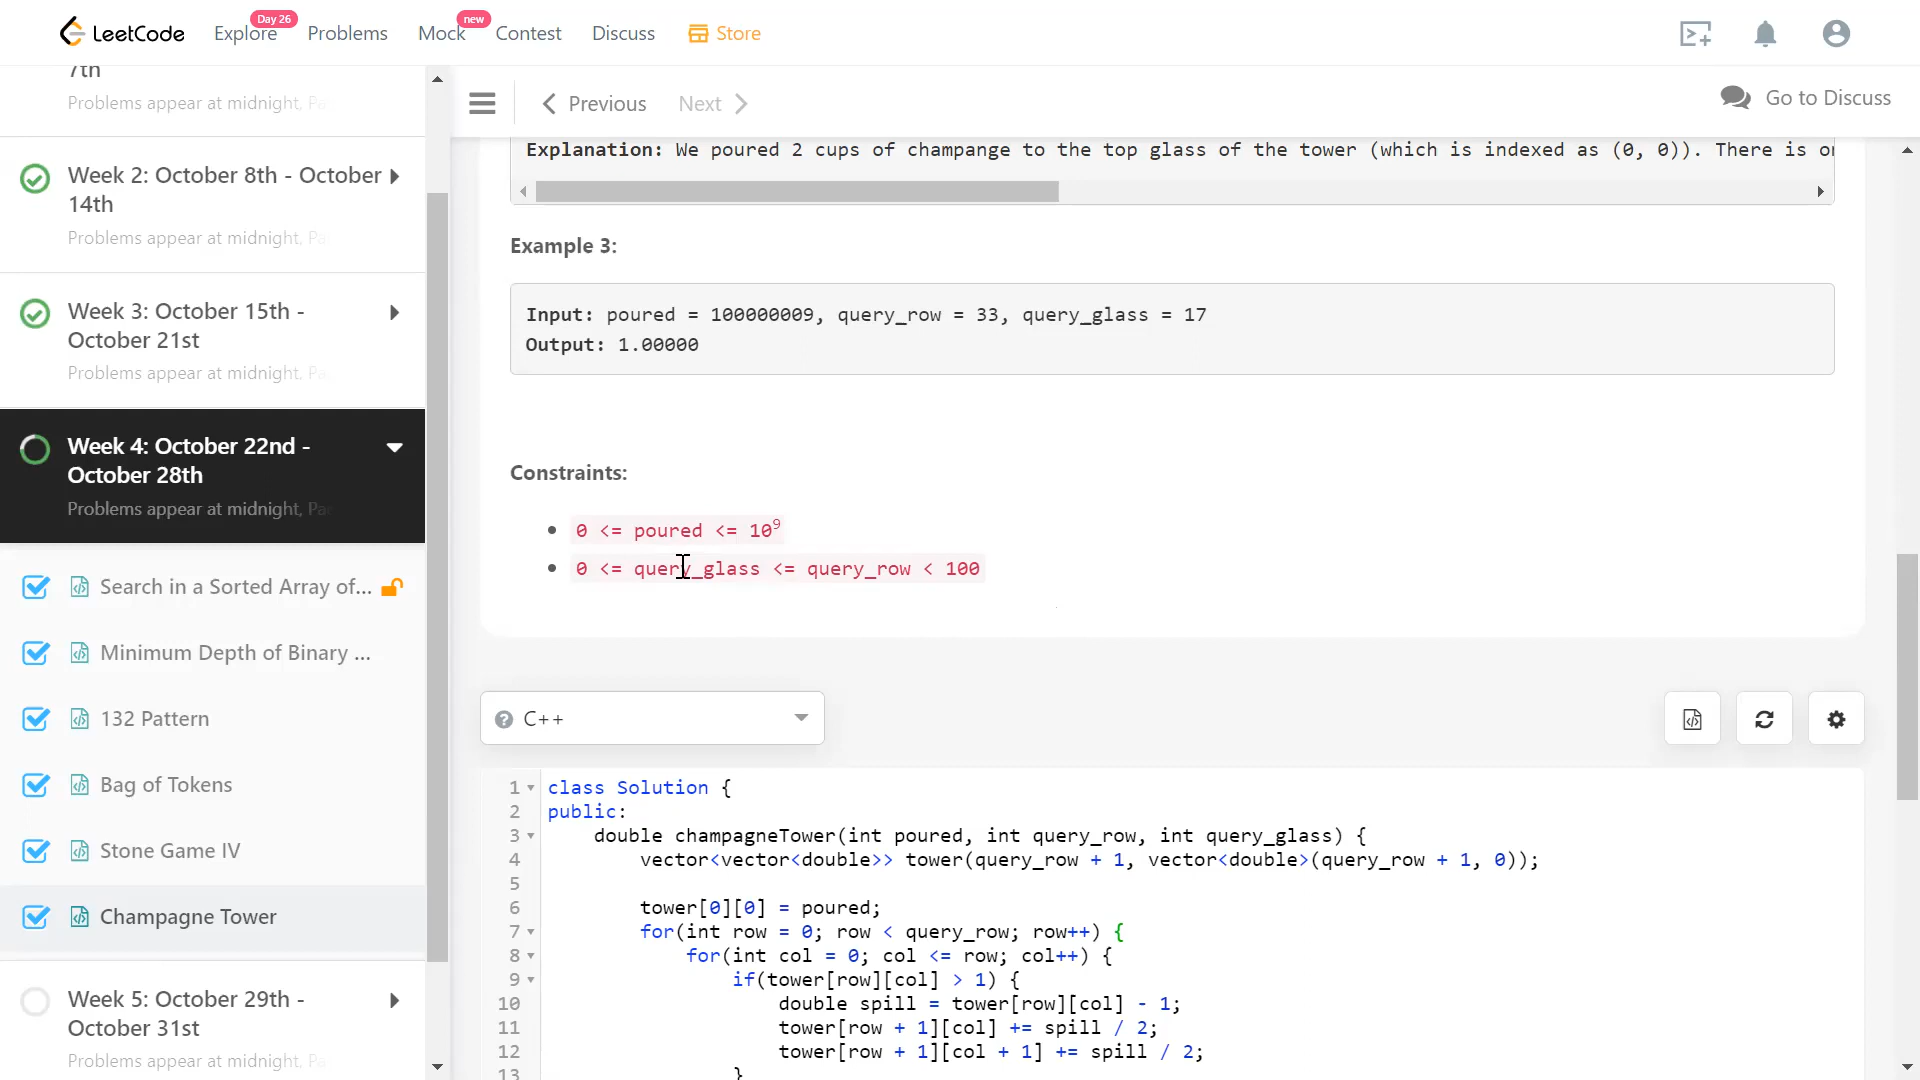 LeetCode
Explore
Day 26
Problems
Mock
new
Contest
Discuss
Store
7th
Problems appear at midnight,
Week 2: October 8th - October
14th
Problems appear at midnight,
Week 3: October 15th -
October 21st
Problems appear at midnight,
Week 4: October 22nd -
October 28th
Problems appear at midnight,
Search in a Sorted Array of...
Minimum Depth of Binary ...
132 Pattern
Bag of Tokens
Stone Game IV
Champagne Tower
Week 5: October 29th -
October 31st
Problems appear at midnight,
Previous
Next
Go to Discuss
Explanation: We poured 2 cups of champange to the top glass of the tower (which is indexed as (0, 0)). There is
Example 3:
Input: poured = 100000009, query_row = 33, query_glass = 17
Output: 1.00000
Constraints:
0 <= poured <= 10⁹
0 <= query_glass <= query_row < 100
C++
1 class Solution {
2 public:
3 double champagneTower(int poured, int query_row, int query_glass) {
4 vector<vector<double>> tower(query_row + 1, vector<double>(query_row + 1, 0));
5
6 tower[0][0] = poured;
7 for(int row = 0; row < query_row; row++) {
8 for(int col = 0; col <= row; col++) {
9 if(tower[row][col] > 1) {
10 double spill = tower[row][col] - 1;
11 tower[row + 1][col] += spill / 2;
12 tower[row + 1][col + 1] += spill / 2;
13 }